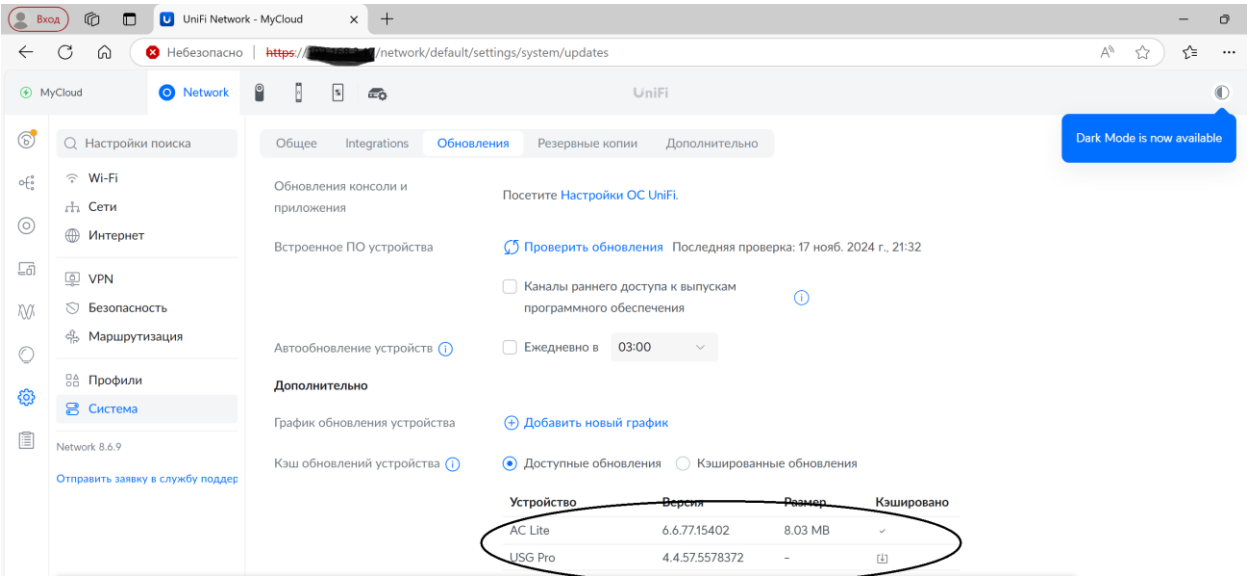 Вход
UniFi Network - MyCloud
Небезопасно
https://
/network/default/settings/system/updates
MyCloud
Network
UniFi
Dark Mode is now available
Настройки поиска
Общее
Integrations
Обновления
Резервные копии
Дополнительно
Wi-Fi
Сети
Интернет
VPN
Безопасность
Маршрутизация
Профили
Система
Network 8.6.9
Отправить заявку в службу поддер
Обновления консоли и
приложения
Посетите Настройки ОС UniFi.
Встроенное ПО устройства
Проверить обновления Последняя проверка: 17 нояб. 2024 г., 21:32
Каналы раннего доступа к выпускам
программного обеспечения
Автообновление устройств
Ежедневно в 03:00
Дополнительно
График обновления устройства
Добавить новый график
Кэш обновлений устройства
Доступные обновления
Кэшированные обновления
Устройство Версия Размер Кэшировано
AC Lite 6.6.77.15402 8.03 MB
USG Pro 4.4.57.5578372 -